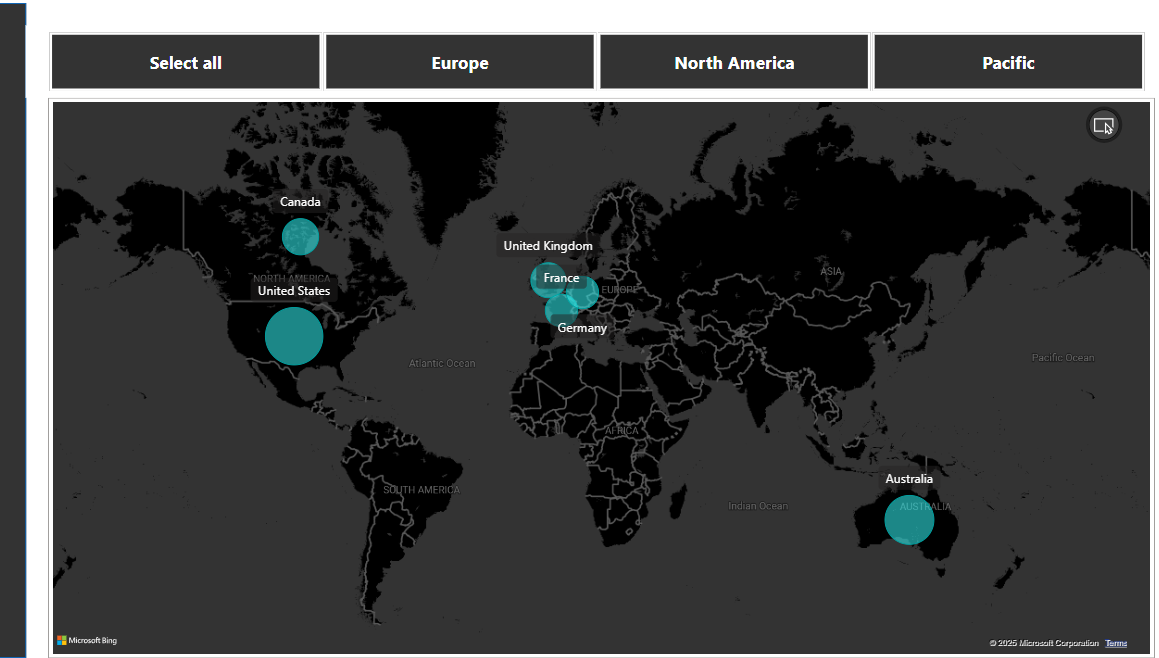 Select all
Europe
North America
Pacific
Canada
NORTH AMERICA
United States
United Kingdom
France
EUROPE
Germany
ASIA
Atlantic Ocean
Pacific Ocean
AFRICA
SOUTH AMERICA
Australia
AUSTRALIA
Indian Ocean
Microsoft Bing
© 2025 Microsoft Corporation Terms